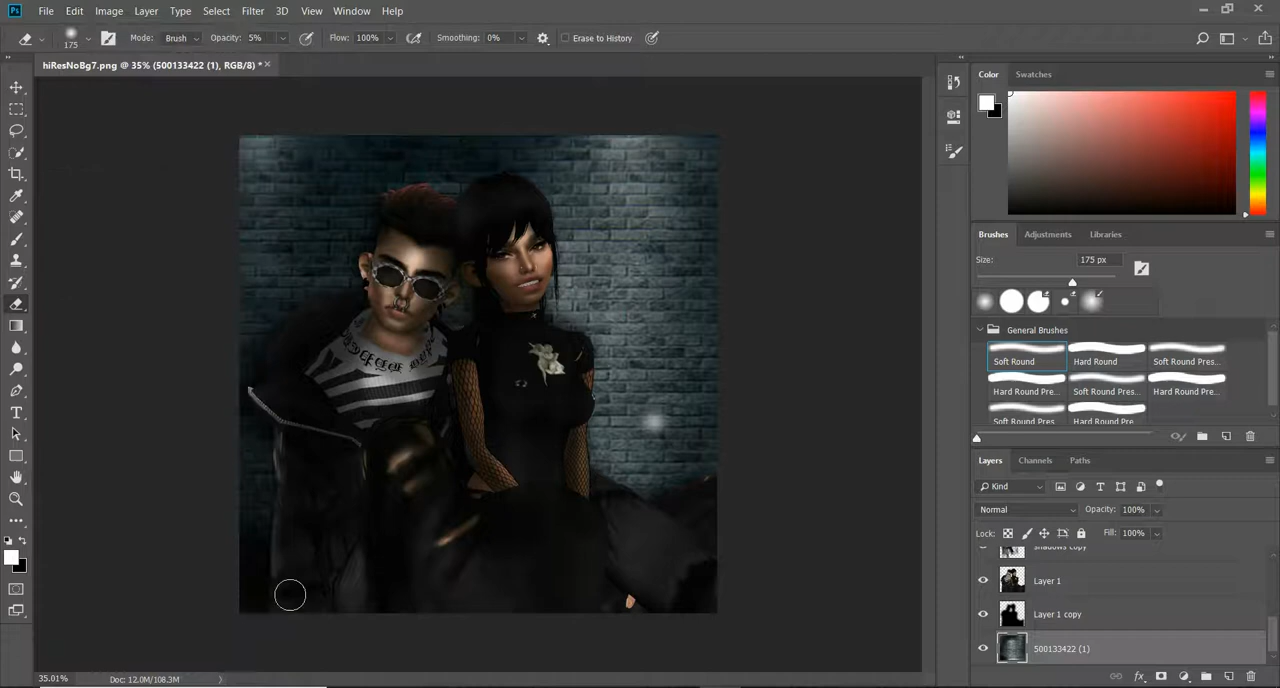 Ps File Edit Image Layer Type Select Filter 3D View Window Help
175 Mode: Brush Opacity: 5% Flow: 100% Smoothing: 0% Erase to History
hiResNoBg7.png @ 35% (500133422 (1), RGB/8) *
Color Swatches
Brushes Adjustments Libraries
Size: 175 px
General Brushes
Soft Round Hard Round Soft Round Pres...
Hard Round Pre... Soft Round Pres... Hard Round Pres...
Soft Round Pres... Hard Round Pre...
Layers Channels Paths
Kind
Normal Opacity: 100%
Lock: Fill: 100%
shadows copy
Layer 1
Layer 1 copy
500133422 (1)
fx
35.01% Doc: 12.0M/108.3M